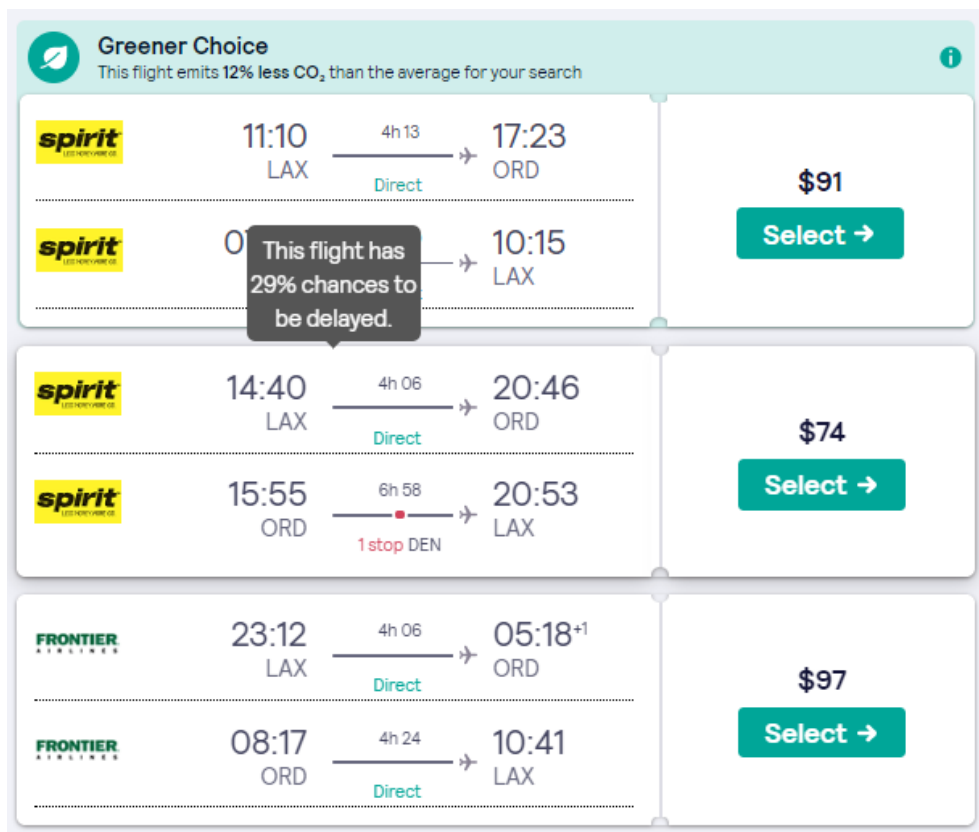 Greener Choice
This flight emits 12% less CO₂ than the average for your search
spirit
11:10
4h 13
17:23
LAX
Direct
ORD
$91
Select →
spirit
10:15
LAX
This flight has
29% chances to
be delayed.
spirit
14:40
4h 06
20:46
LAX
Direct
ORD
$74
Select →
spirit
15:55
6h 58
20:53
ORD
1 stop DEN
LAX
FRONTIER
AIRLINES
23:12
4h 06
05:18+1
LAX
Direct
ORD
$97
Select →
FRONTIER
AIRLINES
08:17
4h 24
10:41
ORD
Direct
LAX